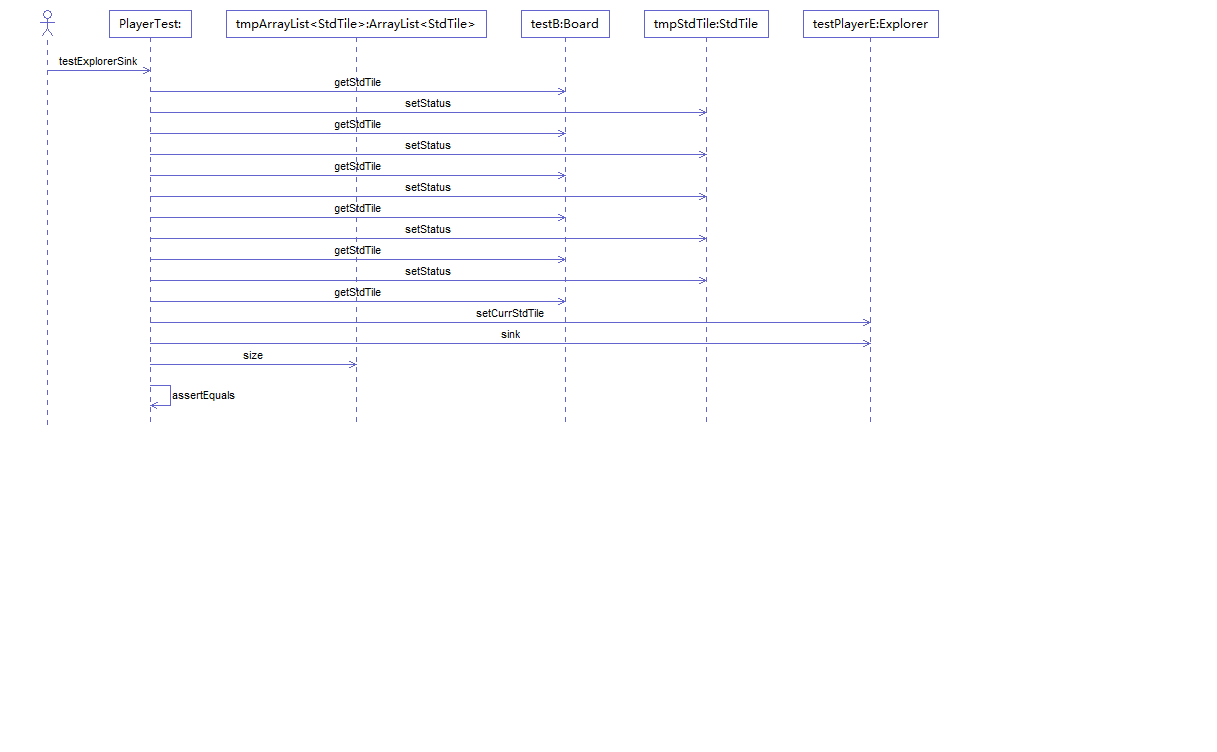 PlayerTest:
tmpArrayList<StdTile>:ArrayList<StdTile>
testB:Board
tmpStdTile:StdTile
testPlayerE:Explorer
testExplorerSink
getStdTile
setStatus
getStdTile
setStatus
getStdTile
setStatus
getStdTile
setStatus
getStdTile
setStatus
getStdTile
setCurrStdTile
sink
size
assertEquals